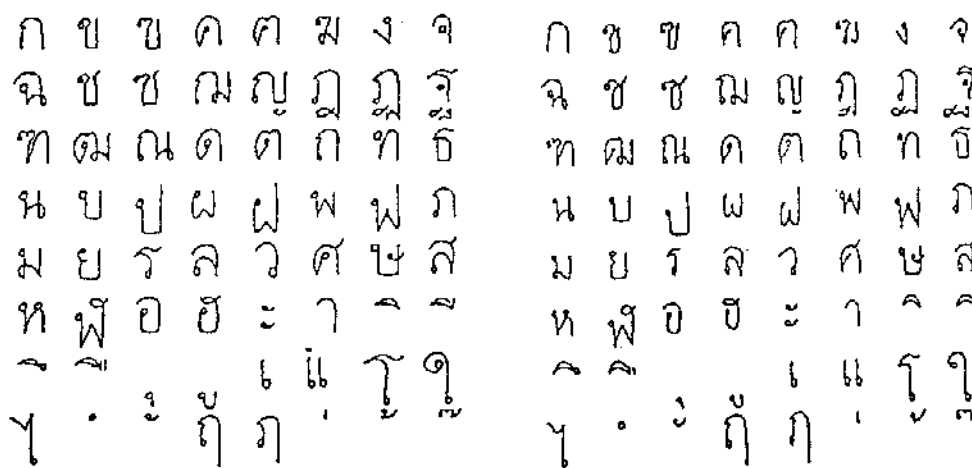 ก ข ฃ ค ฅ ฆ ง จ
ฉ ช ซ ฌ ญ ฎ ฏ ฐ
ฑ ฒ ณ ด ต ถ ท ธ
น บ ป ผ ฝ พ ฟ ภ
ม ย ร ล ว ศ ษ ส
ห ฬ อ ฮ ะ า ิ ี
ึ ื ุ ู เ แ โ ใ
ไ ํ ั ฤ ฦ ่ ้ ๊
ก ข ฃ ค ฅ ฆ ง จ
ฉ ช ซ ฌ ญ ฎ ฏ ฐ
ฑ ฒ ณ ด ต ถ ท ธ
น บ ป ผ ฝ พ ฟ ภ
ม ย ร ล ว ศ ษ ส
ห ฬ อ ฮ ะ า ิ ี
ึ ื ุ ู เ แ โ ใ
ไ ํ ั ฤ ฦ ่ ้ ๊